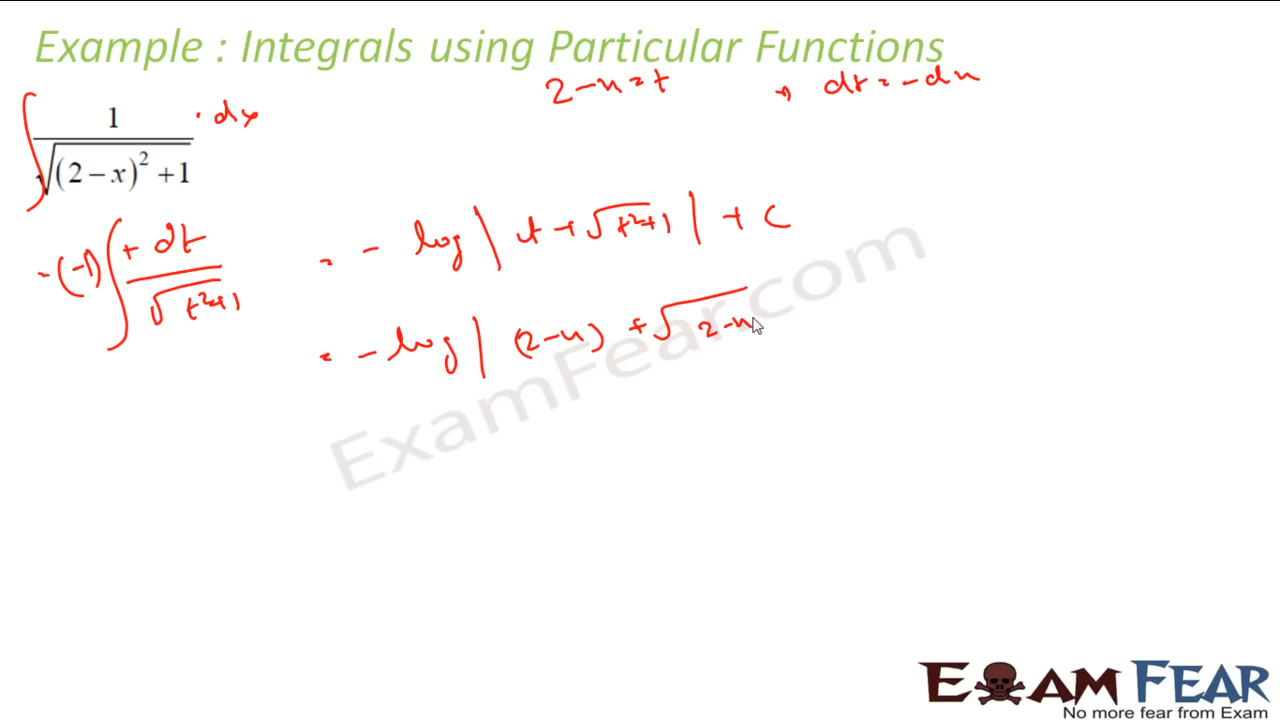 Example : Integrals using Particular Functions
2-x=t → dt = -dx
∫ 1/√((2-x)²+1) · dx
= (-1) ∫ + dt/√(t²+1) = - log | t + √(t²+1) | + C
= - log | (2-x) + √(2-x
ExamFear.com
EXAM FEAR
No more fear from Exam